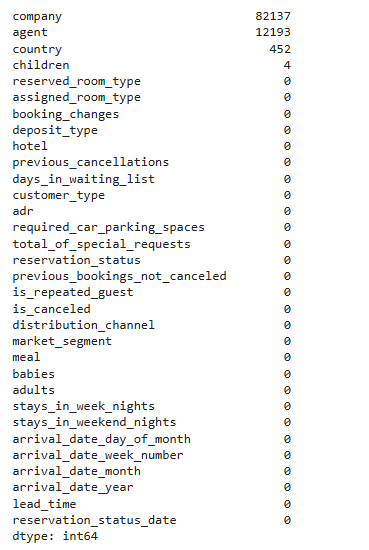 company 82137
agent 12193
country 452
children 4
reserved_room_type 0
assigned_room_type 0
booking_changes 0
deposit_type 0
hotel 0
previous_cancellations 0
days_in_waiting_list 0
customer_type 0
adr 0
required_car_parking_spaces 0
total_of_special_requests 0
reservation_status 0
previous_bookings_not_canceled 0
is_repeated_guest 0
is_canceled 0
distribution_channel 0
market_segment 0
meal 0
babies 0
adults 0
stays_in_week_nights 0
stays_in_weekend_nights 0
arrival_date_day_of_month 0
arrival_date_week_number 0
arrival_date_month 0
arrival_date_year 0
lead_time 0
reservation_status_date 0
dtype: int64